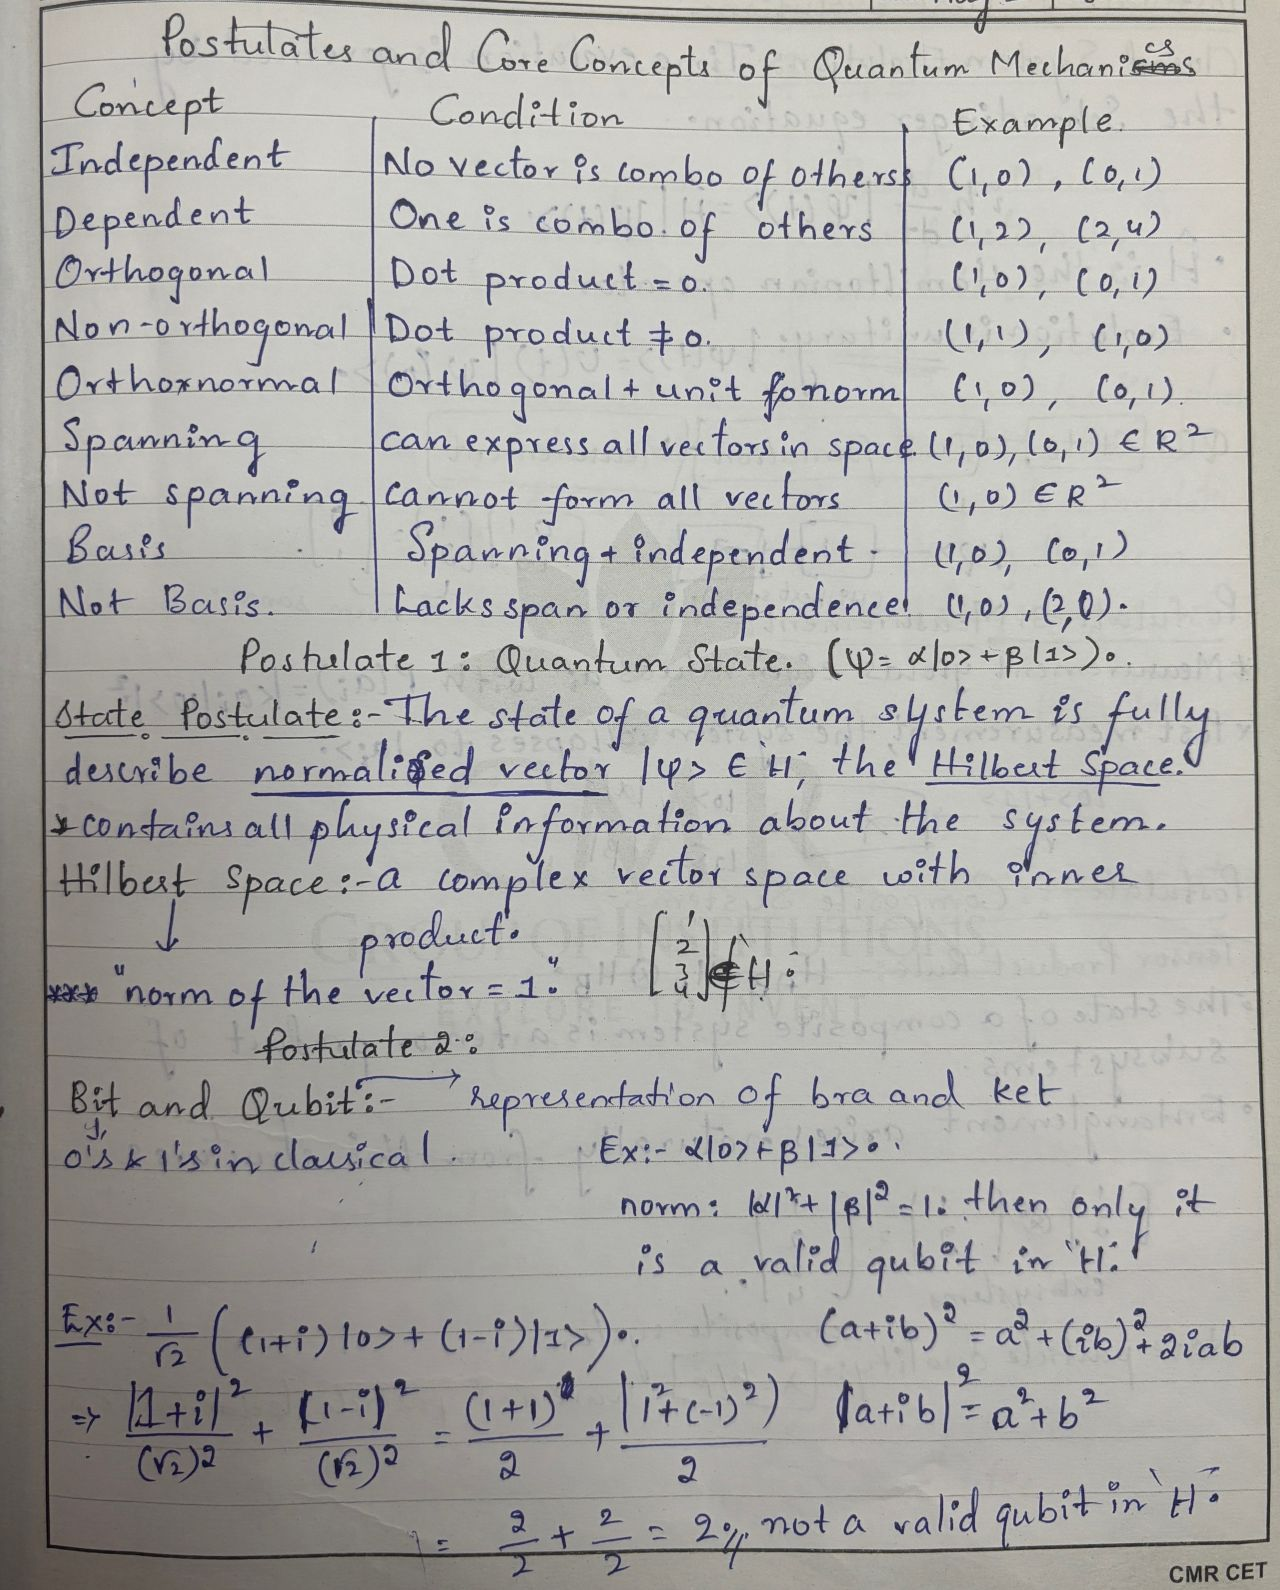 Postulates and Core Concepts of Quantum Mechanics
Concept Condition Example.
Independent No vector is combo of others (1,0), (0,1)
Dependent One is combo. of others (1,2), (2,4)
Orthogonal Dot product = 0. (1,0), (0,1)
Non-orthogonal Dot product ≠ 0. (1,1), (1,0)
Orthornormal Orthogonal + unit norm (1,0), (0,1).
Spanning can express all vectors in space. (1,0), (0,1) ∈ R²
Not spanning cannot form all vectors (1,0) ∈ R²
Basis Spanning + independent. (1,0), (0,1)
Not Basis. Lacks span or independence. (1,0), (2,0).
Postulate 1: Quantum State. (ψ = α|0> + β|1>).
State Postulate:- The state of a quantum system is fully
describe normalised vector |ψ> ∈ H, the Hilbert Space.
* contains all physical information about the system.
Hilbert Space:- a complex vector space with inner
↓ product.
*** "norm of the vector = 1." [1 2 3 4] ∉ H.
Postulate 2:
Bit and Qubit:- → representation of bra and ket
↓
0's & 1's in classical. Ex:- α|0> + β|1>.
norm: |α|² + |β|² = 1. then only it
is a valid qubit in "H".
Ex:- 1/√2 ((1+i)|0> + (1-i)|1>). (a+ib)² = a² + (ib)² + 2iab
⇒ |1+i|²/(√2)² + |1-i|²/(√2)² = (1+1)/2 + (1²+(-1)²)/2 |a+ib|² = a²+b²
= 2/2 + 2/2 = 2 // not a valid qubit in 'H'.
CMR CET